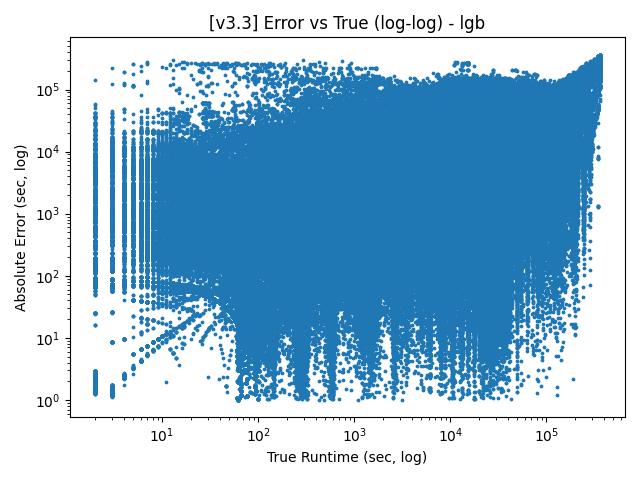 [v3.3] Error vs True (log-log) - lgb
Absolute Error (sec, log)
10^5
10^4
10^3
10^2
10^1
10^0
10^1 10^2 10^3 10^4 10^5
True Runtime (sec, log)